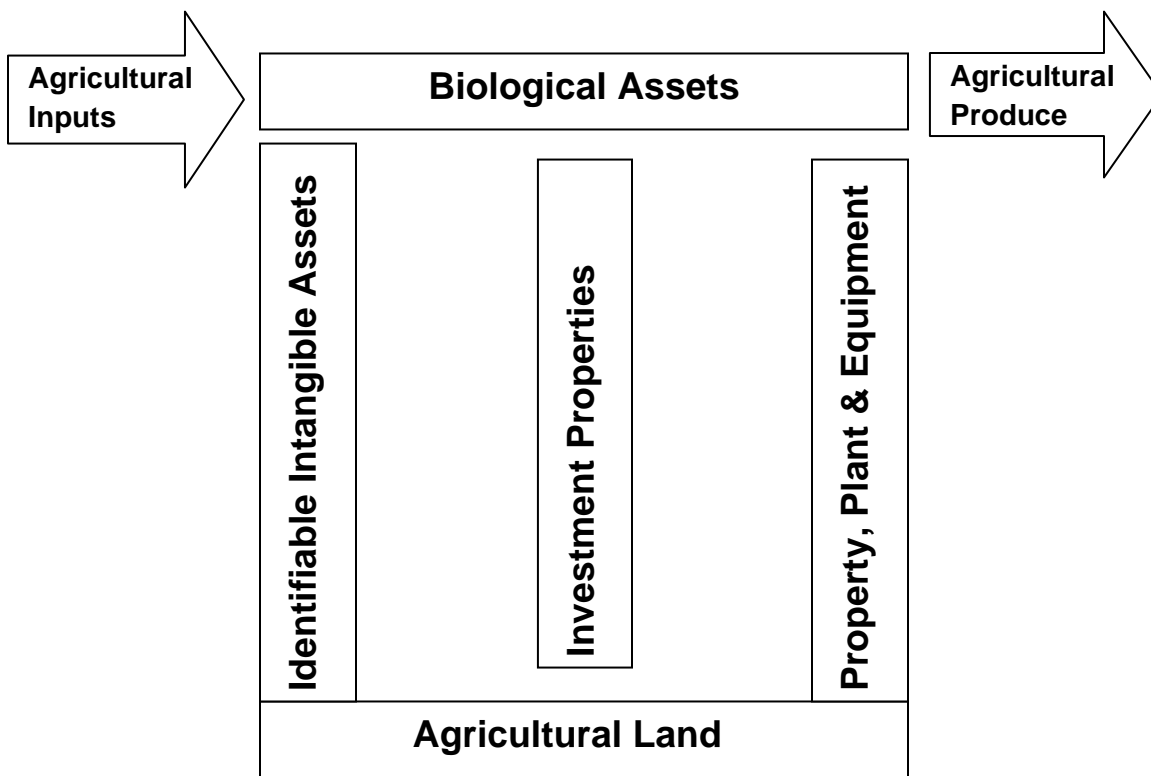 Agricultural
Inputs
Biological Assets
Agricultural
Produce
Identifiable Intangible Assets
Investment Properties
Property, Plant & Equipment
Agricultural Land